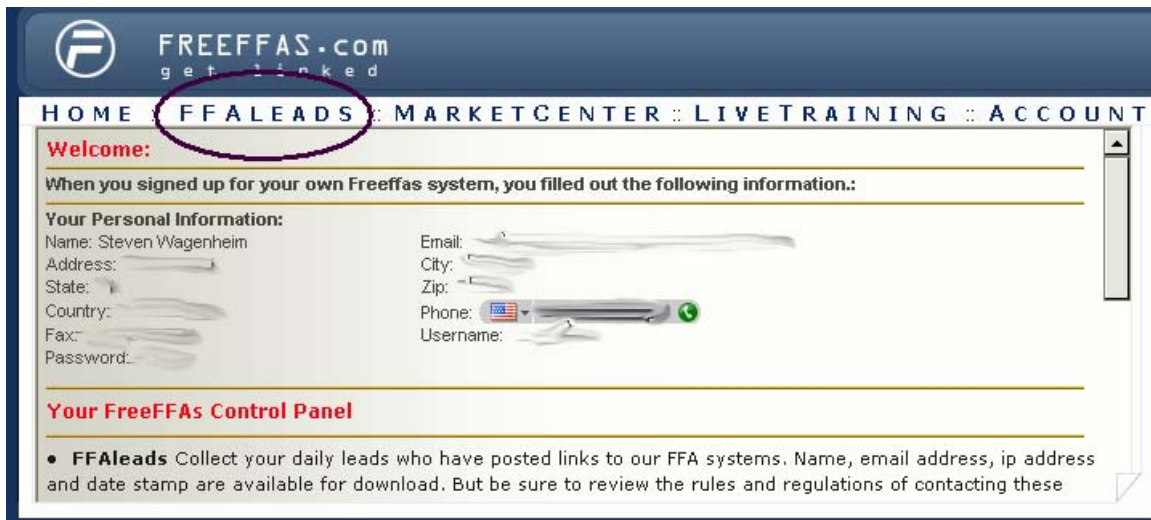 FREEFFAS.com
get linked
HOME :: FFALEADS :: MARKETCENTER :: LIVETRAINING :: ACCOUNT
Welcome:
When you signed up for your own Freeffas system, you filled out the following information.:
Your Personal Information:
Name: Steven Wagenheim Email:
Address: City:
State: Zip:
Country: Phone:
Fax: Username:
Password:
Your FreeFFAs Control Panel
• FFAleads Collect your daily leads who have posted links to our FFA systems. Name, email address, ip address
and date stamp are available for download. But be sure to review the rules and regulations of contacting these